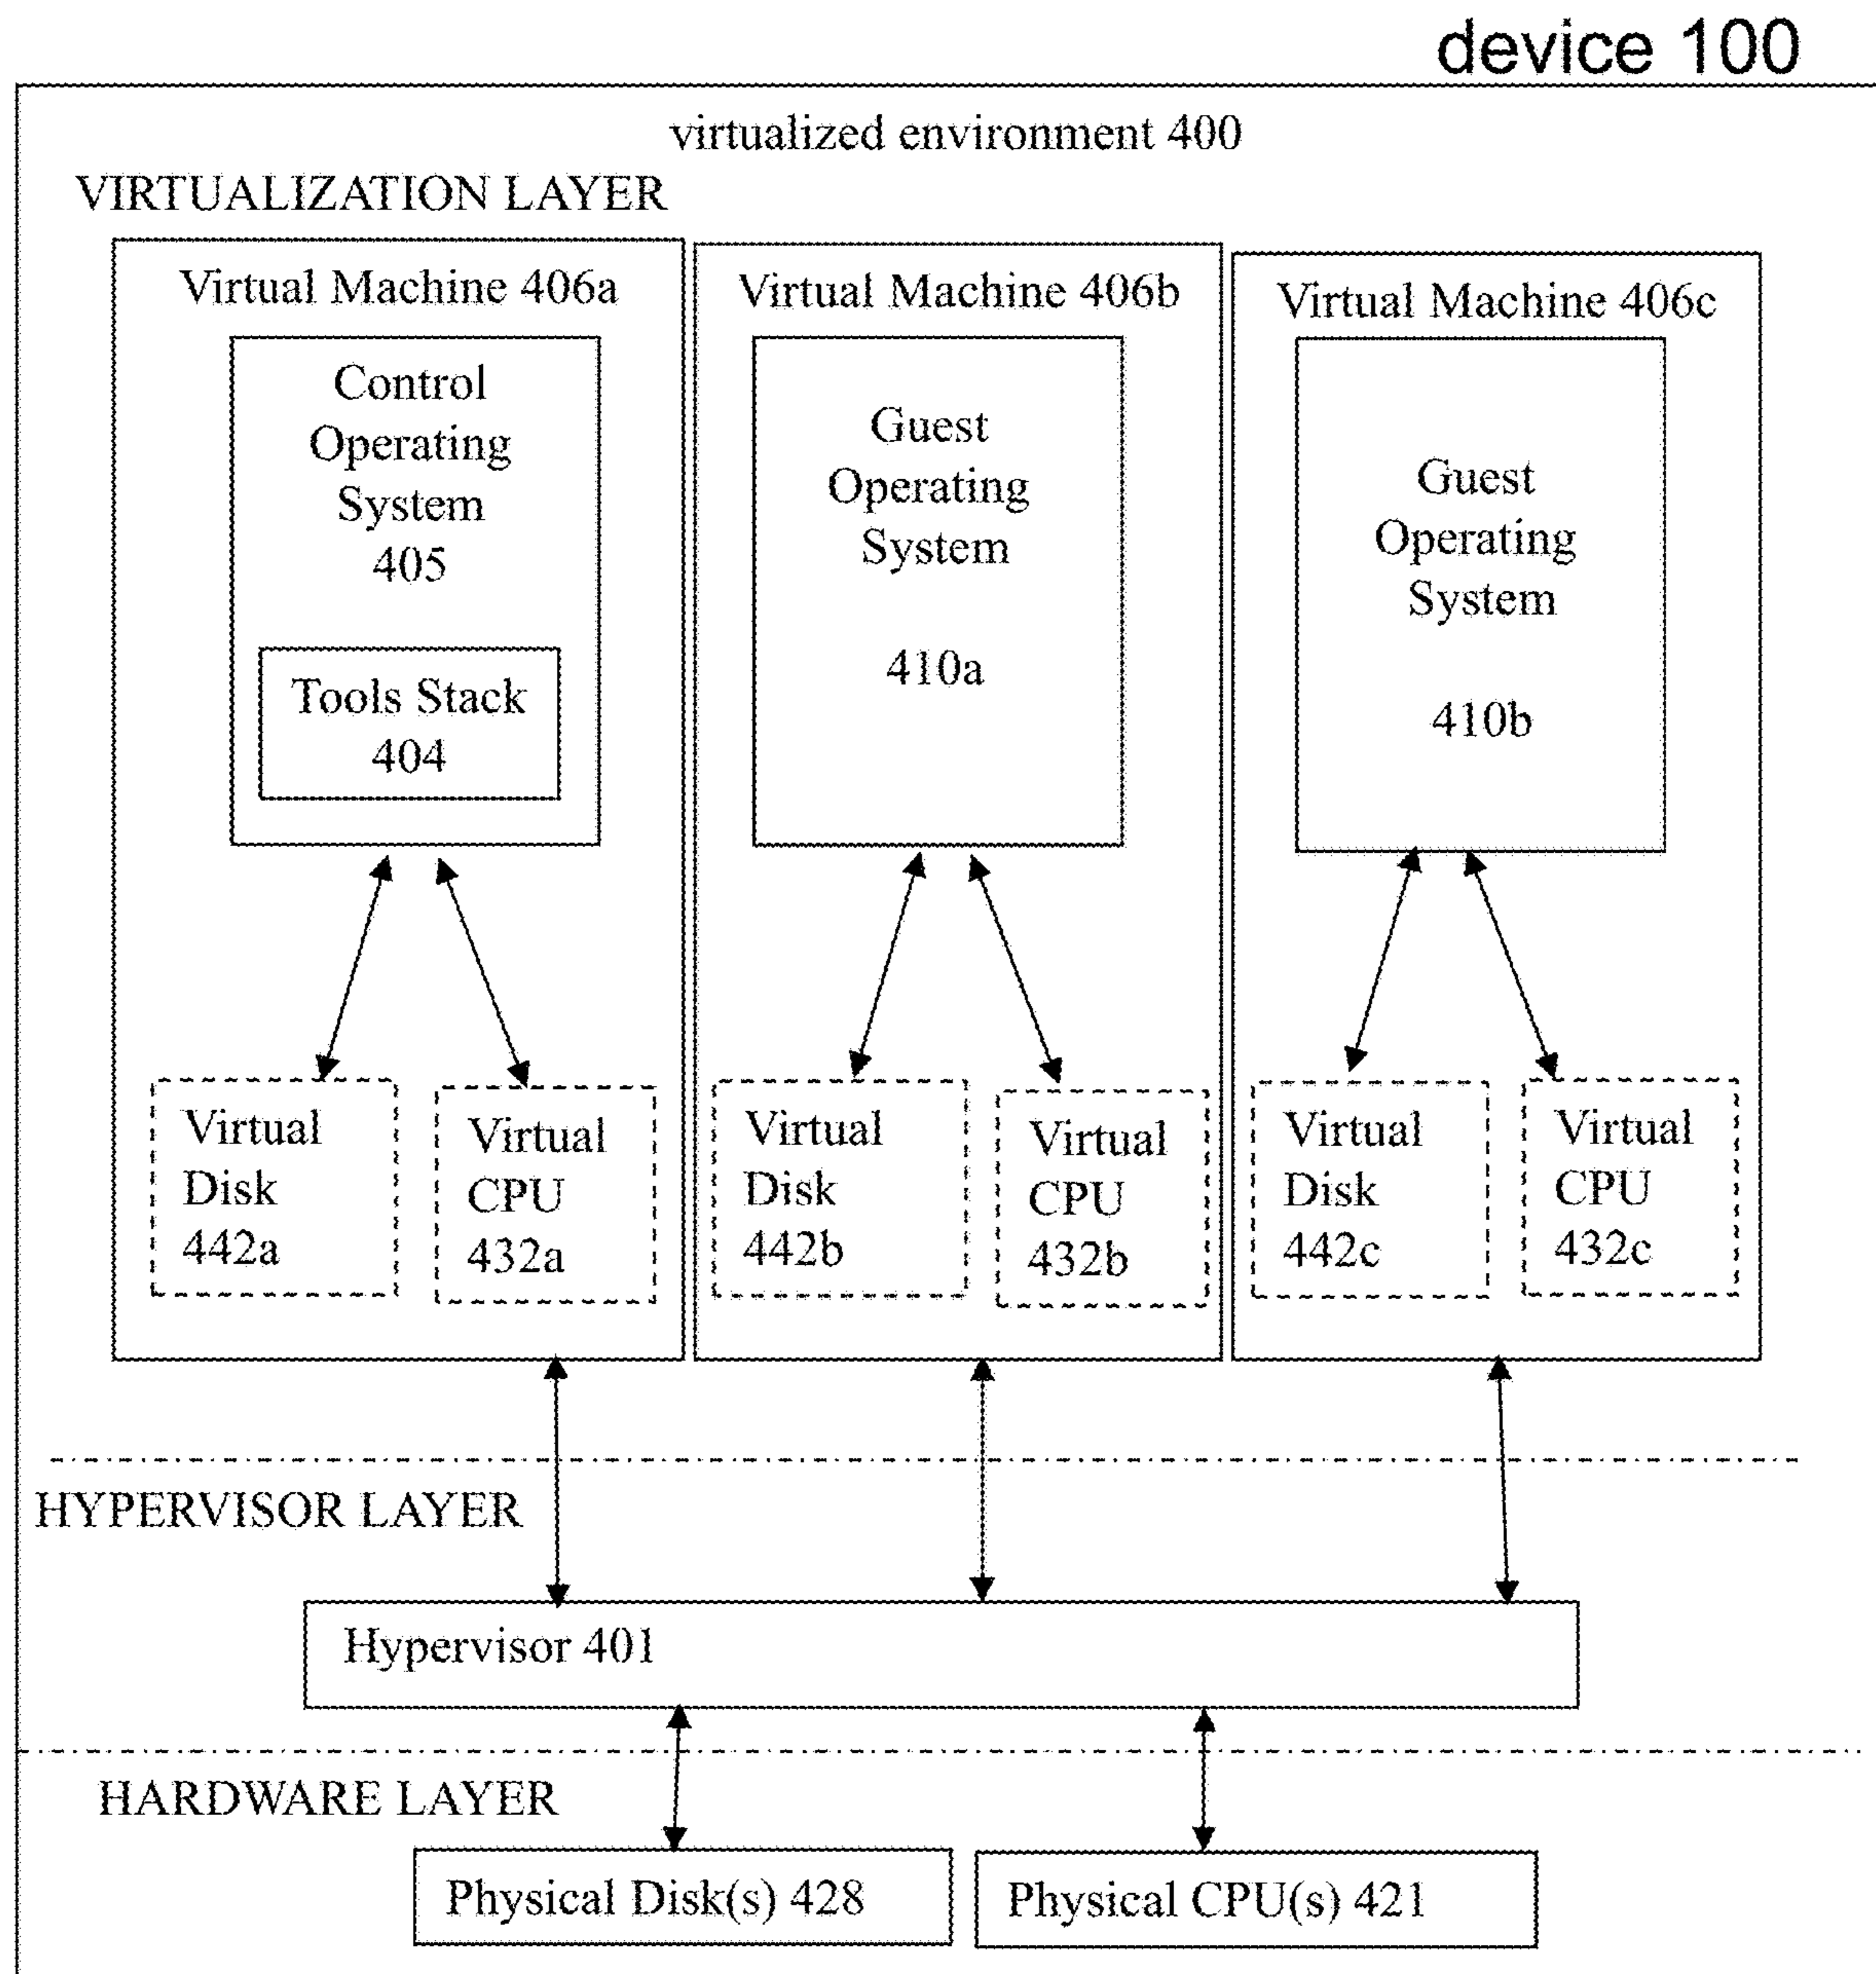 device 100
virtualized environment 400
VIRTUALIZATION LAYER
Virtual Machine 406a
Control
Operating
System
405
Tools Stack
404
Virtual
Disk
442a
Virtual
CPU
432a
Virtual Machine 406b
Guest
Operating
System
410a
Virtual
Disk
442b
Virtual
CPU
432b
Virtual Machine 406c
Guest
Operating
System
410b
Virtual
Disk
442c
Virtual
CPU
432c
HYPERVISOR LAYER
Hypervisor 401
HARDWARE LAYER
Physical Disk(s) 428
Physical CPU(s) 421